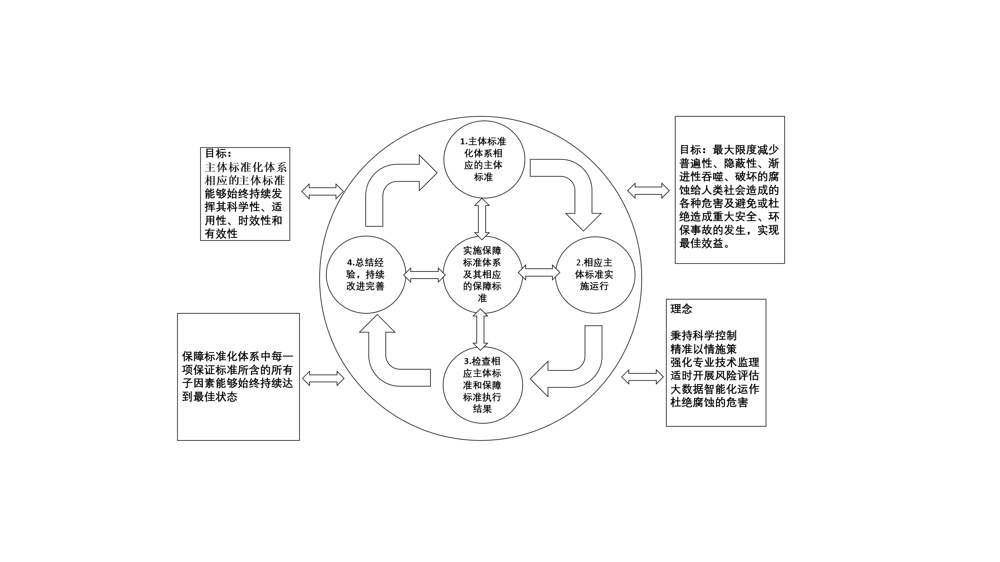 目标：
主体标准化体系
相应的主体标准
能够始终持续发
挥其科学性、适
用性、时效性和
有效性
保障标准化体系中每一
项保证标准所含的所有
子因素能够始终持续达
到最佳状态
1.主体标准
化体系相
应的主体
标准
4.总结经
验，持续
改进完善
实施保障
标准体系
及其相应
的保障标
准
2.相应主
体标准实
施运行
3.检查相
应主体标
准和保障
标准执行
结果
目标：最大限度减少
普遍性、隐蔽性、渐
进性吞噬、破坏的腐
蚀给人类社会造成的
各种危害及避免或杜
绝造成重大安全、环
保事故的发生，实现
最佳效益。
理念
秉持科学控制
精准以情施策
强化专业技术监理
适时开展风险评估
大数据智能化运作
杜绝腐蚀的危害